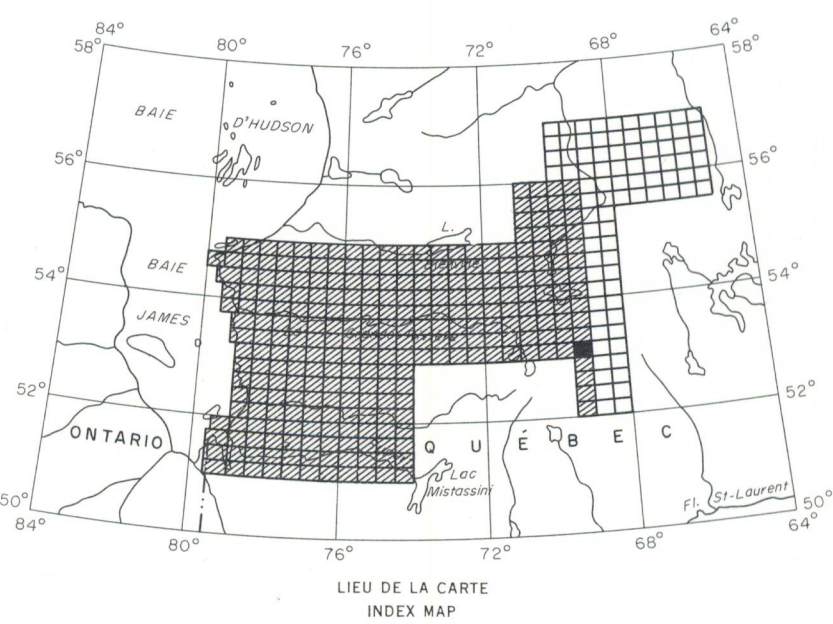 84°
80°
76°
72°
68°
64°
58°
58°
BAIE
D'HUDSON
56°
56°
L.
BAIE
54°
54°
JAMES
52°
52°
ONTARIO
QUÉBEC
Lac
Mistassini
Fl. St-Laurent
50°
50°
84°
80°
76°
72°
68°
64°
LIEU DE LA CARTE
INDEX MAP